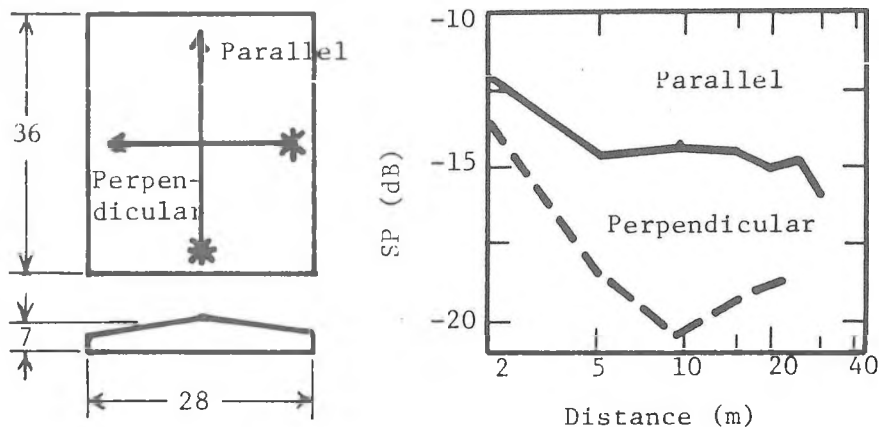 Parallel
36
Perpen-
dicular
7
28
-10
-15
-20
SP (dB)
Parallel
Perpendicular
2 5 10 20 40
Distance (m)